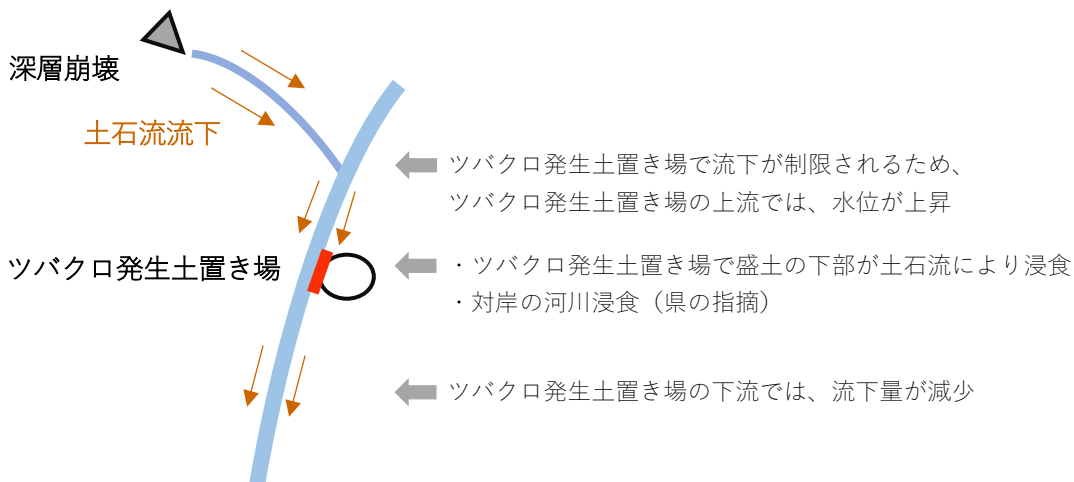 深層崩壊
土石流流下
ツバクロ発生土置き場で流下が制限されるため、
ツバクロ発生土置き場の上流では、水位が上昇
ツバクロ発生土置き場
・ツバクロ発生土置き場で盛土の下部が土石流により浸食
・対岸の河川浸食（県の指摘）
ツバクロ発生土置き場の下流では、流下量が減少